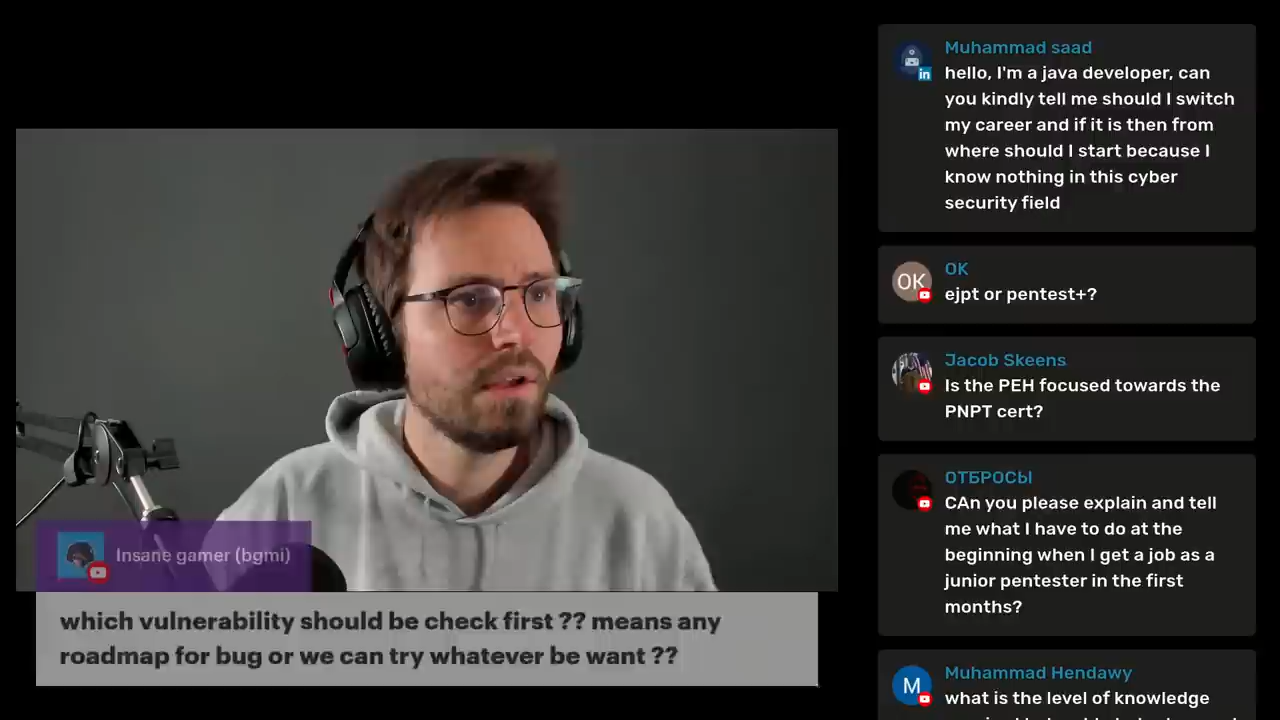 Insane gamer (bgmi)
which vulnerability should be check first ?? means any
roadmap for bug or we can try whatever be want ??
Muhammad saad
hello, I'm a java developer, can
you kindly tell me should I switch
my career and if it is then from
where should I start because I
know nothing in this cyber
security field
OK
OK
ejpt or pentest+?
Jacob Skeens
Is the PEH focused towards the
PNPT cert?
ОТБРОСЫ
CAn you please explain and tell
me what I have to do at the
beginning when I get a job as a
junior pentester in the first
months?
M
Muhammad Hendawy
what is the level of knowledge